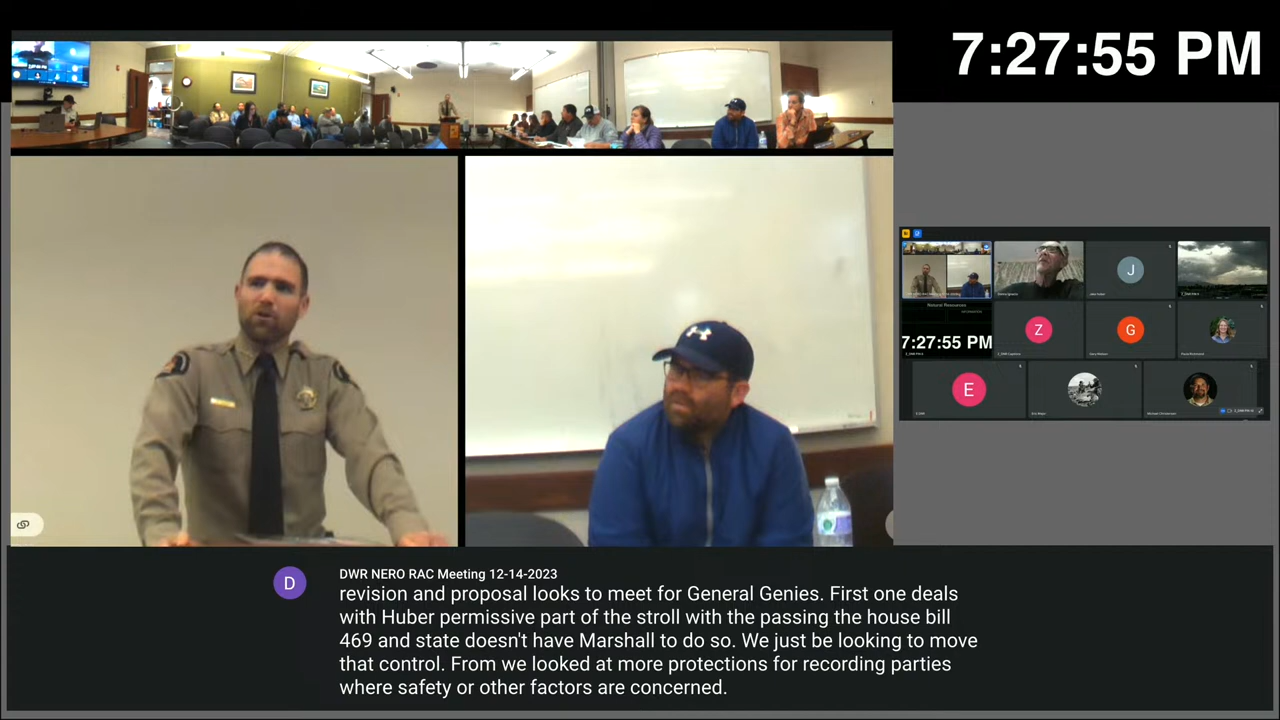 7:27:55 PM
J
Natural Resources
7:27:55 PM
Z
G
E
D
DWR NERO RAC Meeting 12-14-2023
revision and proposal looks to meet for General Genies. First one deals
with Huber permissive part of the stroll with the passing the house bill
469 and state doesn't have Marshall to do so. We just be looking to move
that control. From we looked at more protections for recording parties
where safety or other factors are concerned.